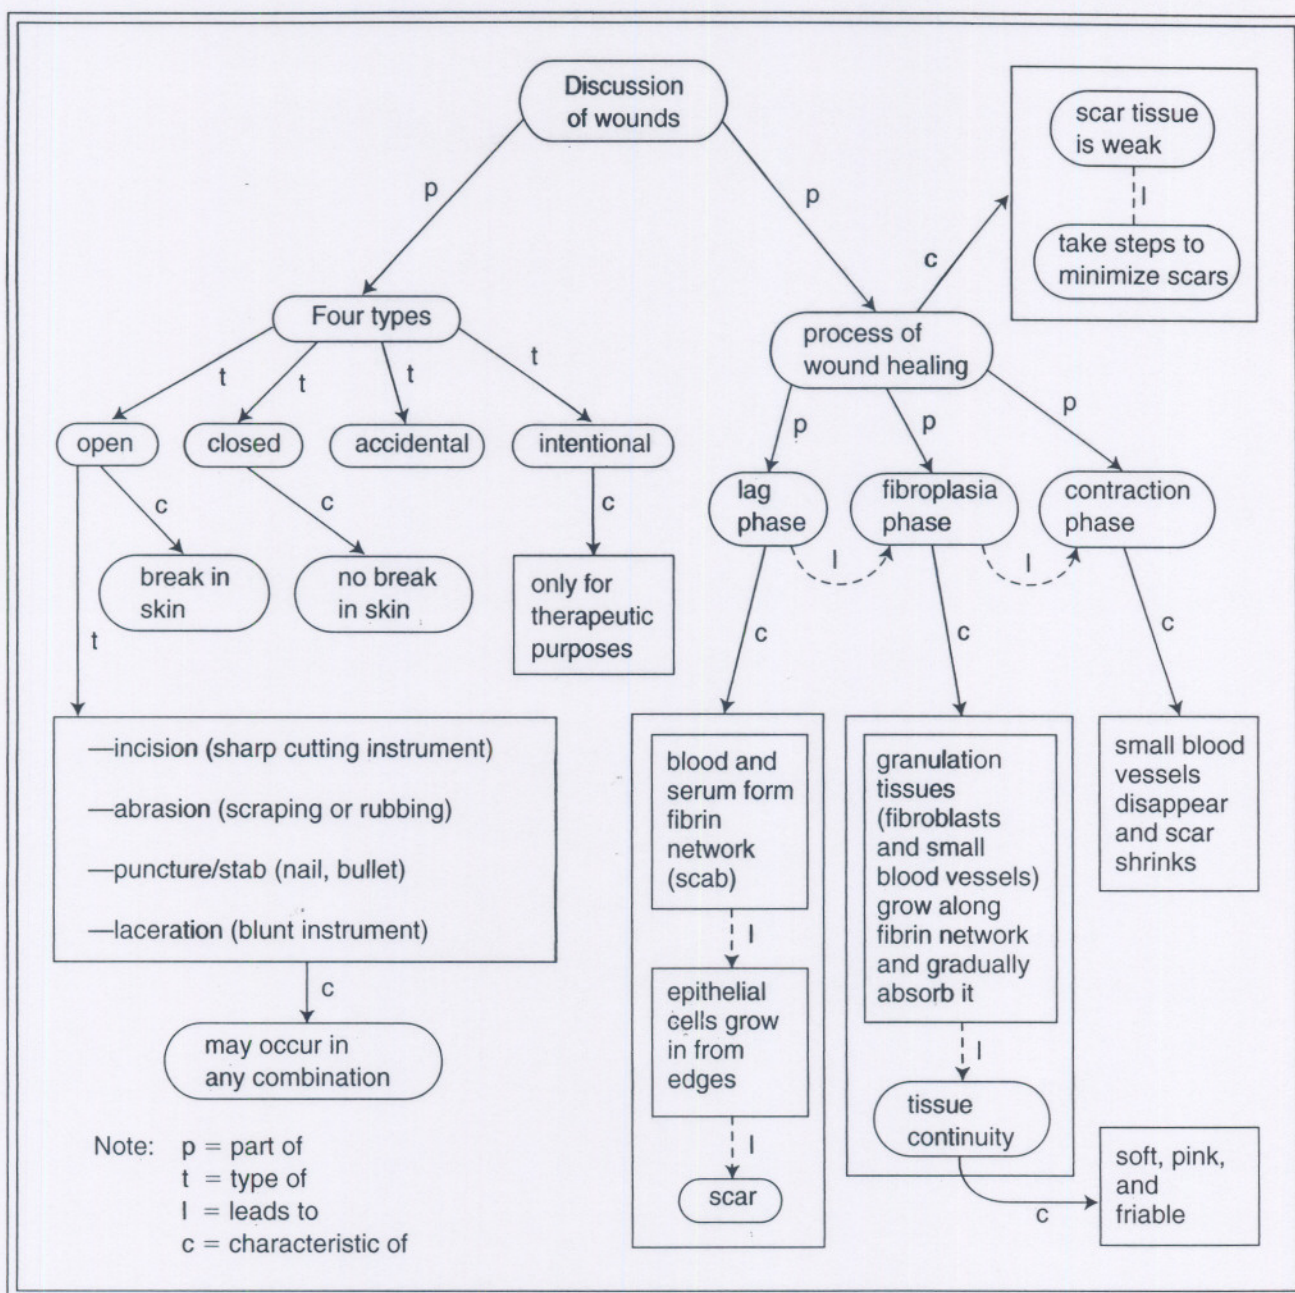 Discussion
of wounds
p
p
scar tissue
is weak
l
take steps to
minimize scars
c
Four types
process of
wound healing
t
t
t
t
open
closed
accidental
intentional
p
p
p
c
c
c
lag
phase
fibroplasia
phase
contraction
phase
l
l
break in
skin
no break
in skin
only for
therapeutic
purposes
t
c
c
c
—incision (sharp cutting instrument)
—abrasion (scraping or rubbing)
—puncture/stab (nail, bullet)
—laceration (blunt instrument)
c
may occur in
any combination
blood and
serum form
fibrin
network
(scab)
l
epithelial
cells grow
in from
edges
l
scar
granulation
tissues
(fibroblasts
and small
blood vessels)
grow along
fibrin network
and gradually
absorb it
l
tissue
continuity
c
small blood
vessels
disappear
and scar
shrinks
soft, pink,
and
friable
Note: p = part of
t = type of
l = leads to
c = characteristic of